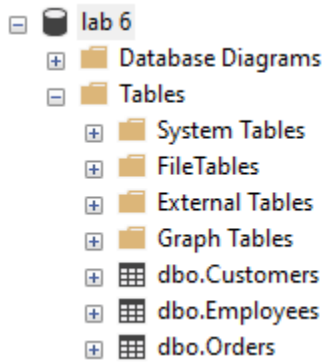 lab 6
Database Diagrams
Tables
System Tables
FileTables
External Tables
Graph Tables
dbo.Customers
dbo.Employees
dbo.Orders